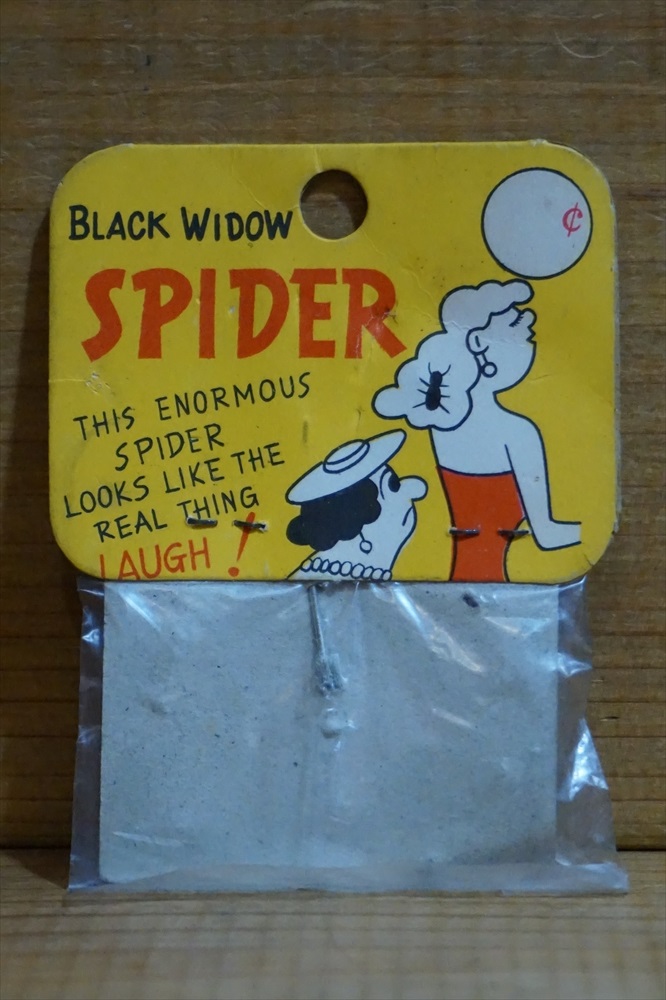 BLACK WIDOW
¢
SPIDER
THIS ENORMOUS
SPIDER
LOOKS LIKE THE
REAL THING
LAUGH!